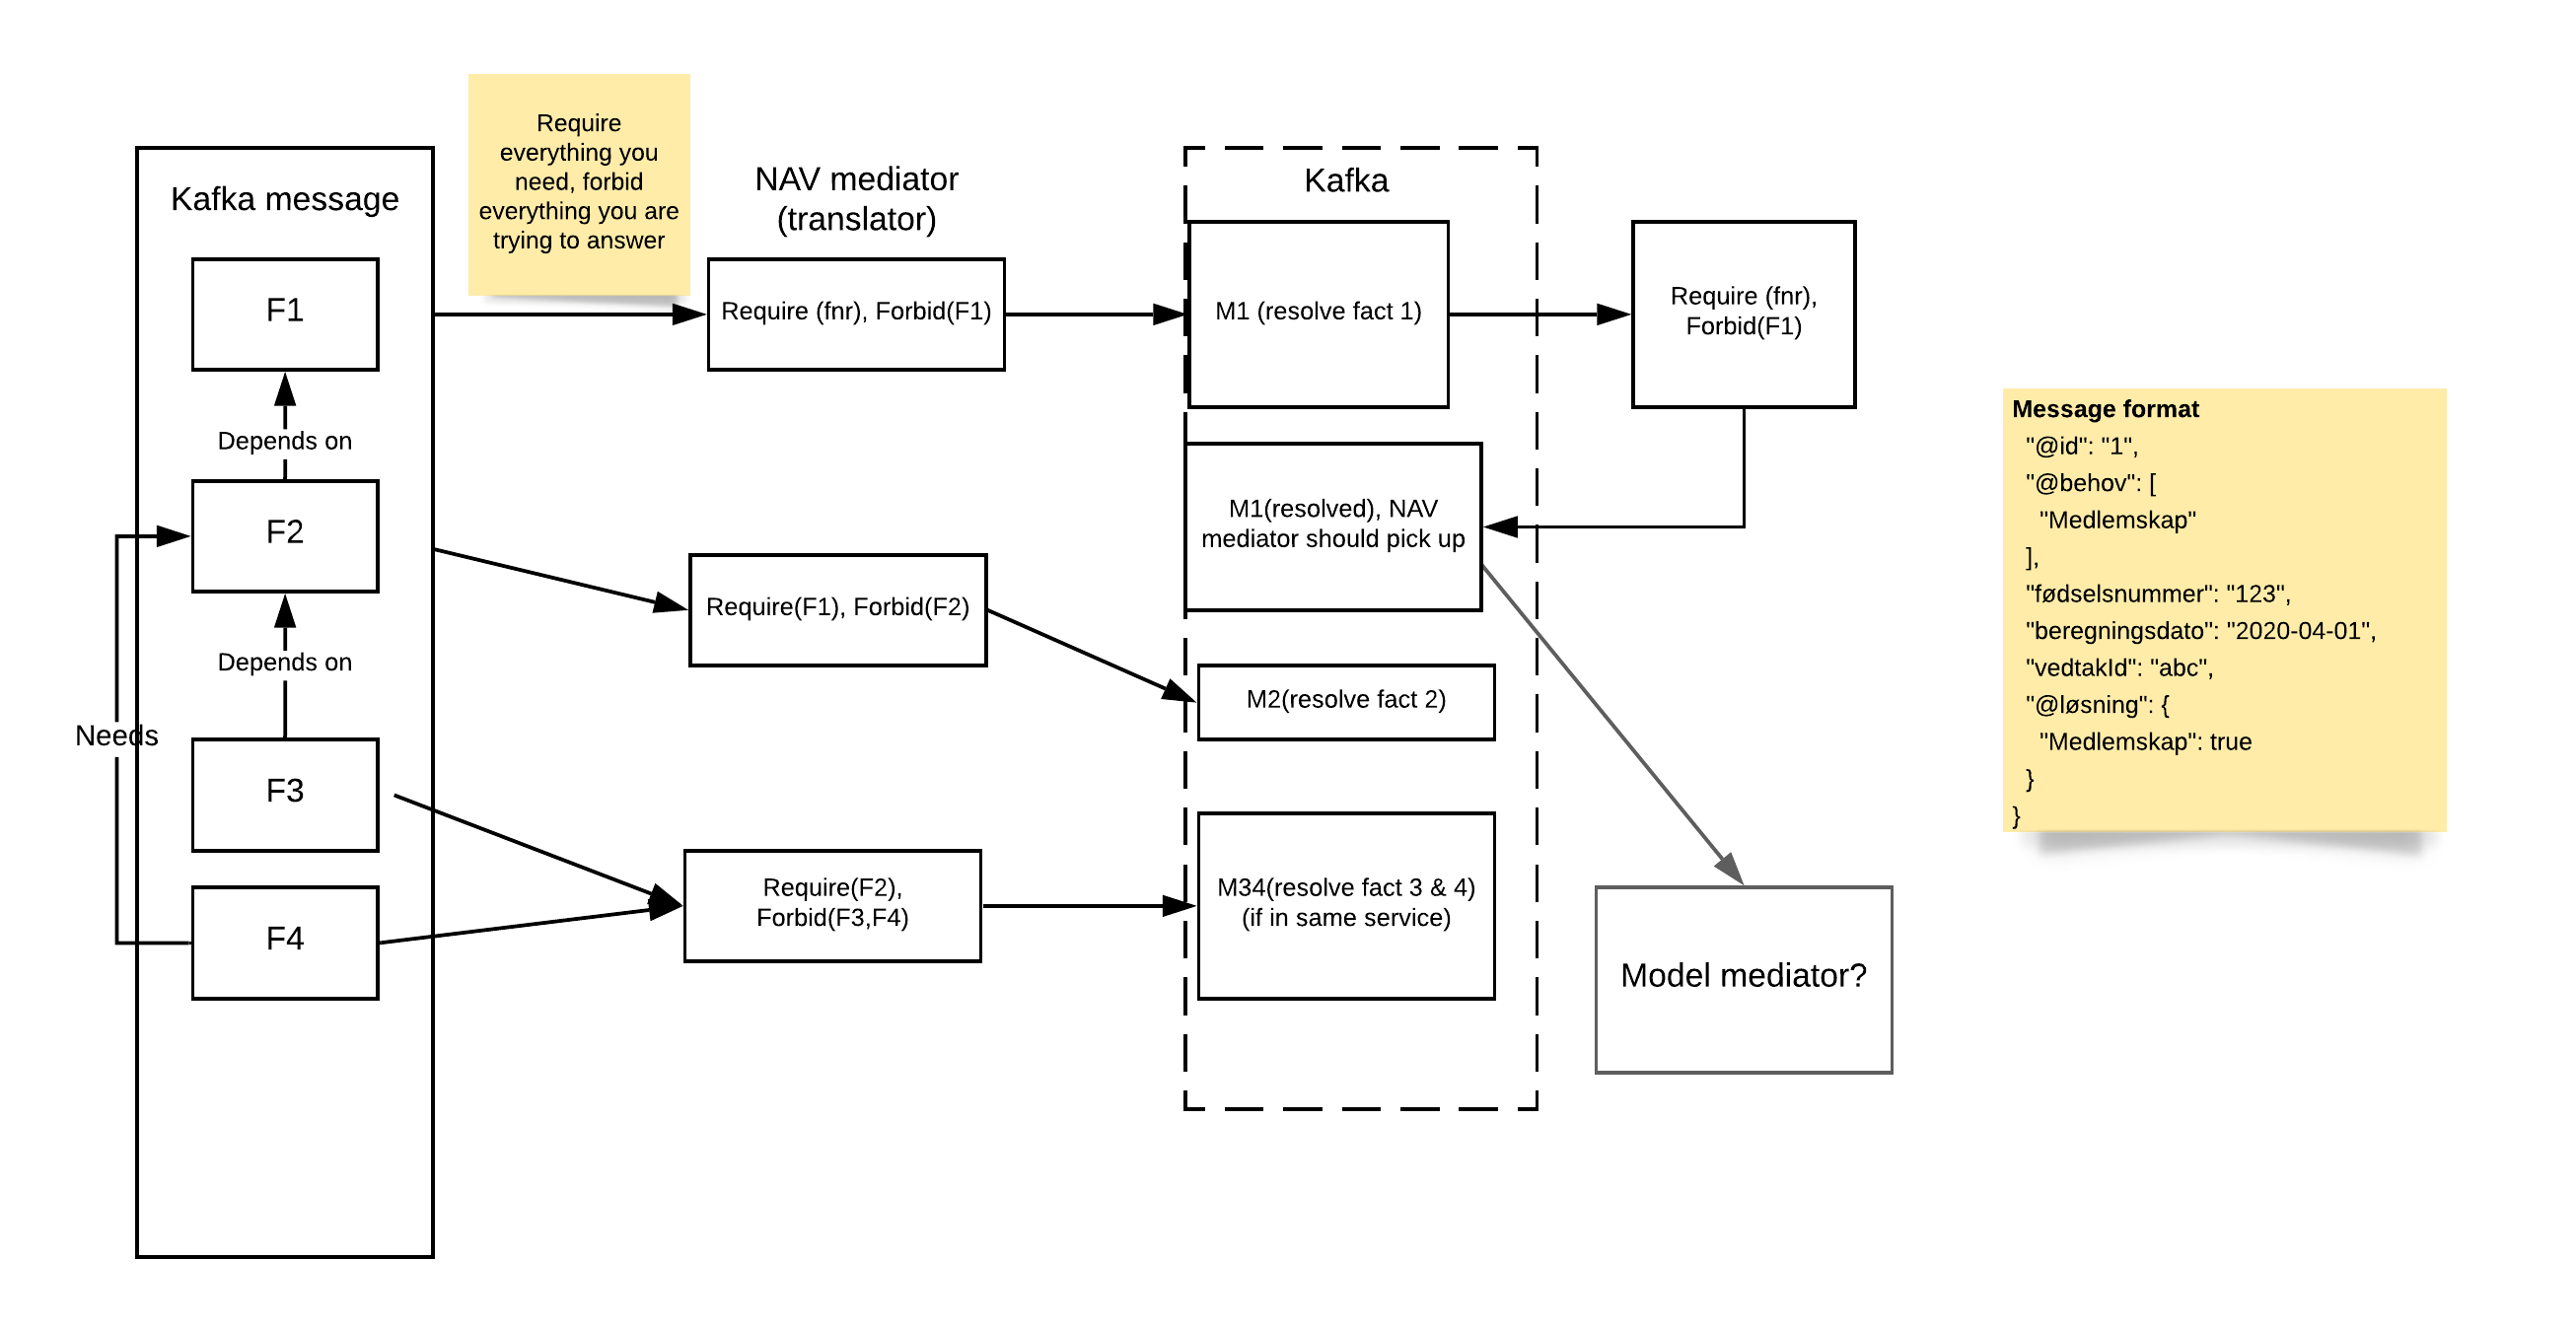 Require
everything you
need, forbid
everything you are
trying to answer
Kafka message
F1
Depends on
F2
Depends on
Needs
F3
F4
NAV mediator
(translator)
Require (fnr), Forbid(F1)
Require(F1), Forbid(F2)
Require(F2),
Forbid(F3,F4)
Kafka
M1 (resolve fact 1)
M1(resolved), NAV
mediator should pick up
M2(resolve fact 2)
M34(resolve fact 3 & 4)
(if in same service)
Require (fnr),
Forbid(F1)
Model mediator?
Message format
"@id": "1",
"@behov": [
"Medlemskap"
],
"fødselsnummer": "123",
"beregningsdato": "2020-04-01",
"vedtakId": "abc",
"@løsning": {
"Medlemskap": true
}
}